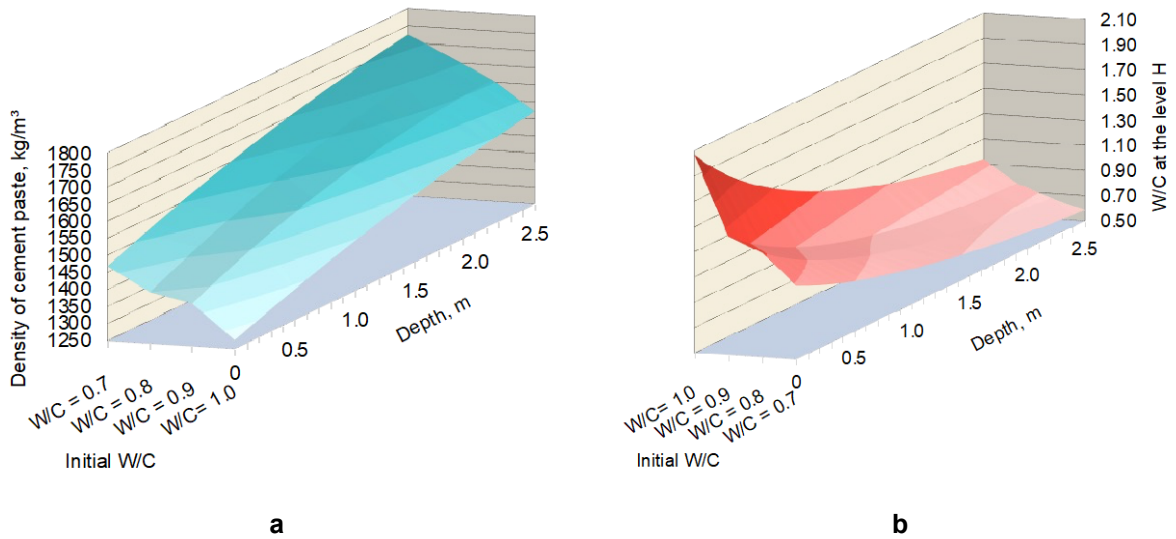 Density of cement paste, kg/m³
1800
1750
1700
1650
1600
1550
1500
1450
1400
1350
1300
1250
0
0.5
1.0
1.5
2.0
2.5
Depth, m
W/C = 0.7
W/C = 0.8
W/C = 0.9
W/C= 1.0
Initial W/C
a
2.10
1.90
1.70
1.50
1.30
1.10
0.90
0.70
0.50
W/C at the level H
0
0.5
1.0
1.5
2.0
2.5
Depth, m
W/C= 1.0
W/C = 0.9
W/C = 0.8
W/C = 0.7
Initial W/C
b